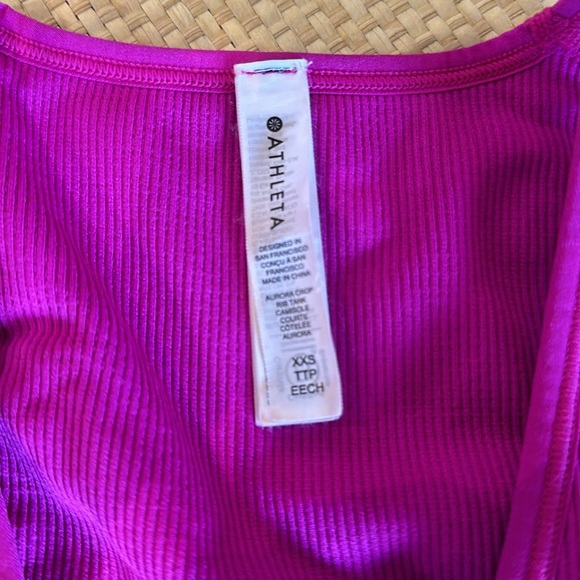 ATHLETA
DESIGNED IN
SAN FRANCISCO
CONÇU À SAN
FRANCISCO
MADE IN CHINA
AURORA CROP
RIB TANK
CAMISOLE
COURTE
CÔTELÉE
AURORA
XXS
TTP
EECH